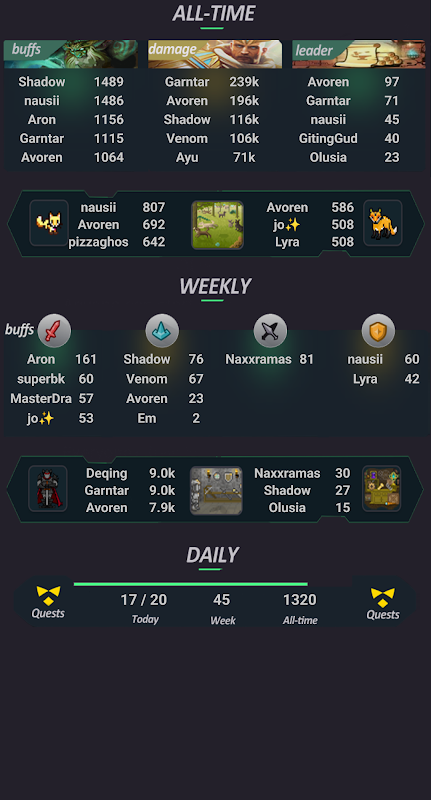 ALL-TIME
buffs damage leader
Shadow 1489 Garntar 239k Avoren 97
nausii 1486 Avoren 196k Garntar 71
Aron 1156 Shadow 116k nausii 45
Garntar 1115 Venom 106k GitingGud 40
Avoren 1064 Ayu 71k Olusia 23
nausii 807 Avoren 586
Avoren 692 jo✨ 508
pizzaghos 642 Lyra 508
WEEKLY
buffs
Aron 161 Shadow 76 Naxxramas 81 nausii 60
superbk 60 Venom 67 Lyra 42
MasterDra 57 Avoren 23
jo✨ 53 Em 2
Deqing 9.0k Naxxramas 30
Garntar 9.0k Shadow 27
Avoren 7.9k Olusia 15
DAILY
17 / 20 45 1320
Quests Today Week All-time Quests